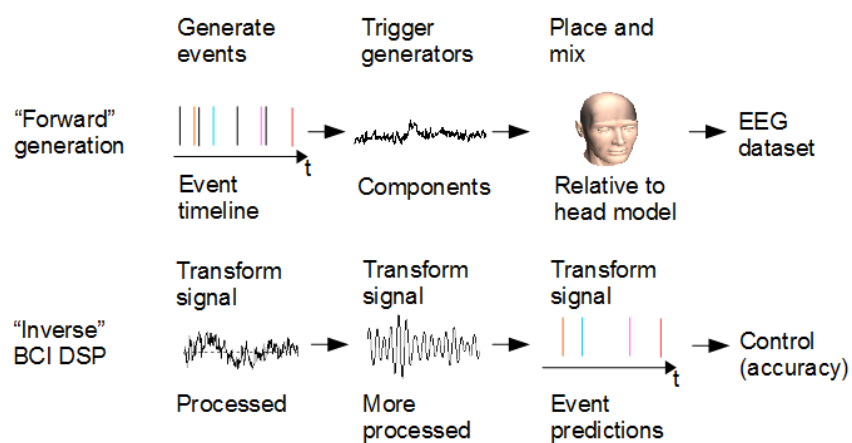 Generate
events
Trigger
generators
Place and
mix
“Forward”
generation
t
Event
timeline
Components
Relative to
head model
EEG
dataset
Transform
signal
Transform
signal
Transform
signal
“Inverse”
BCI DSP
Processed
More
processed
t
Event
predictions
Control
(accuracy)